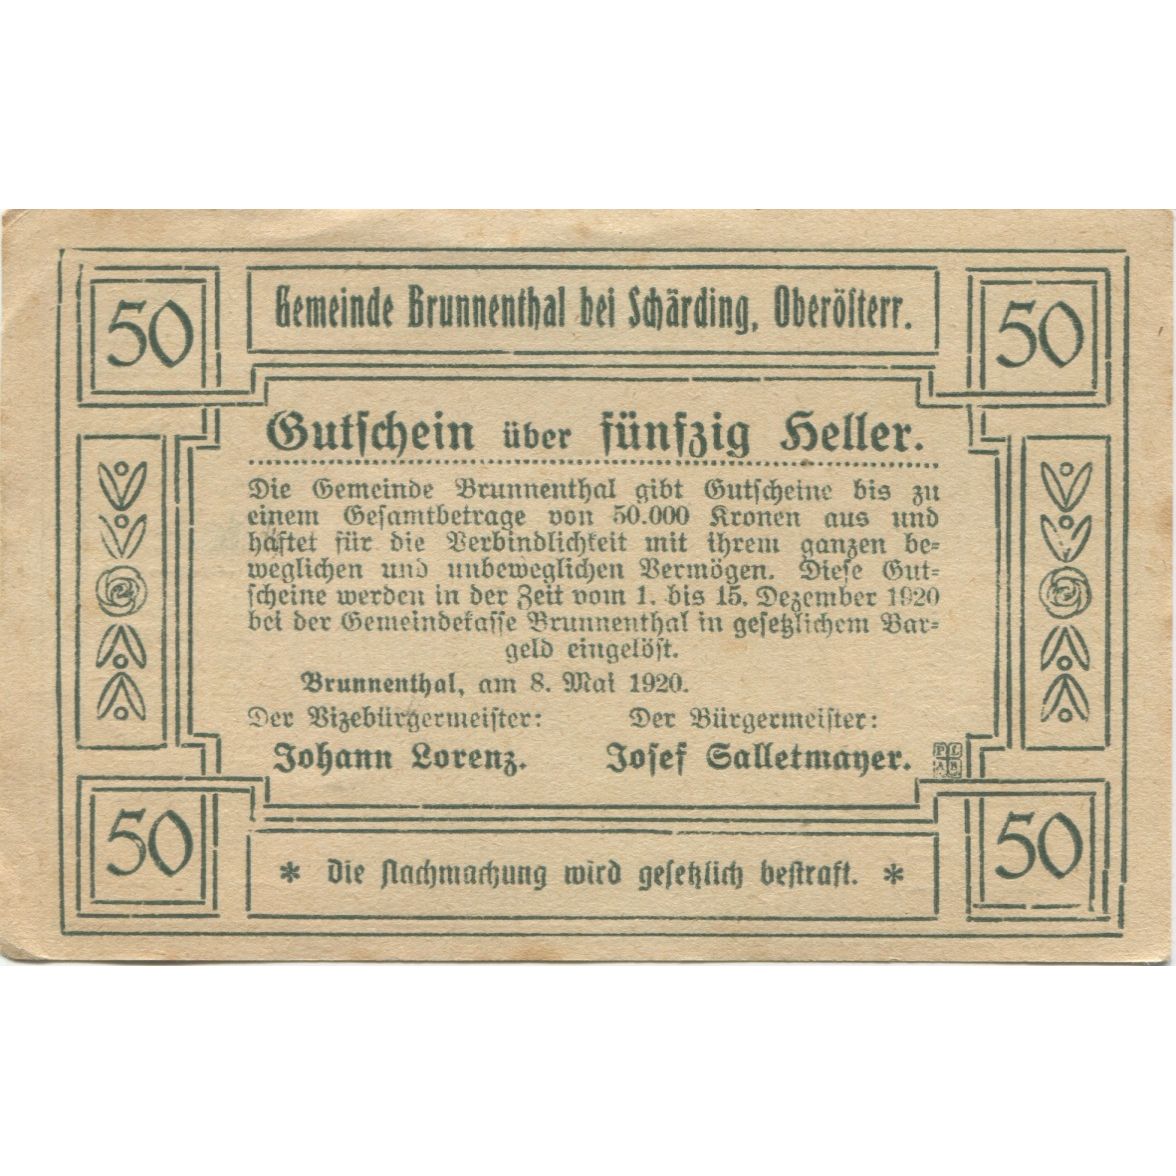 50
Gemeinde Brunnenthal bei Schärding, Oberösterr.
50
Gutschein über fünfzig Heller.
Die Gemeinde Brunnenthal gibt Gutscheine bis zu
einem Gesamtbetrage von 50.000 Kronen aus und
haftet für die Verbindlichkeit mit ihrem ganzen be=
weglichen und unbeweglichen Vermögen. Diese Gut=
scheine werden in der Zeit vom 1. bis 15. Dezember 1920
bei der Gemeindekasse Brunnenthal in gesetzlichem Bar=
geld eingelöst.
Brunnenthal, am 8. Mai 1920.
Der Vizebürgermeister: Der Bürgermeister:
Johann Lorenz. Josef Salletmayer.
50
* Die Nachmachung wird gesetzlich bestraft. *
50